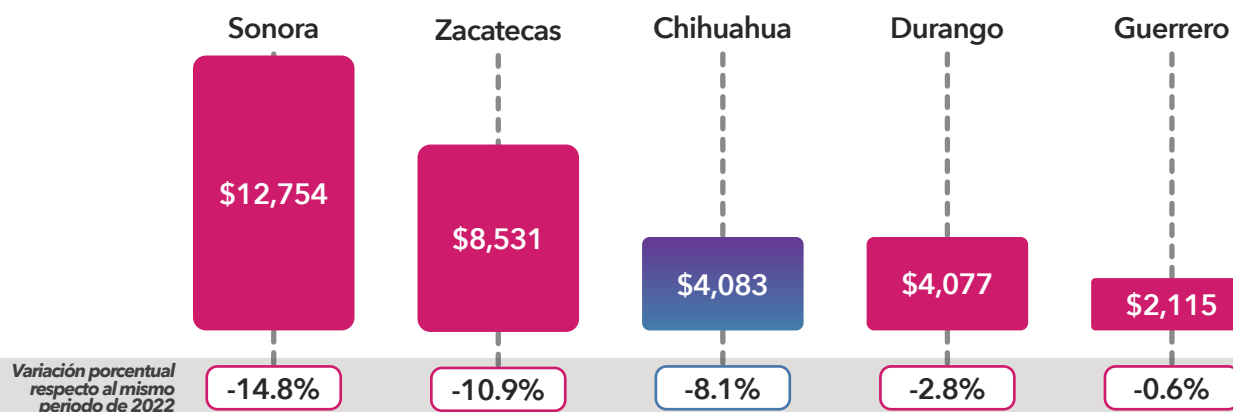 Sonora
Zacatecas
Chihuahua
Durango
Guerrero
$12,754
$8,531
$4,083
$4,077
$2,115
Variación porcentual
respecto al mismo
periodo de 2022
-14.8%
-10.9%
-8.1%
-2.8%
-0.6%